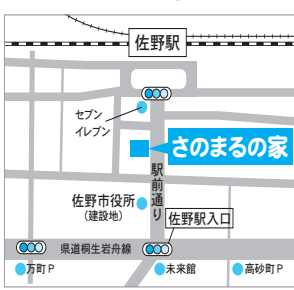 佐野駅
セブン
イレブン
さのまるの家
駅前通り
佐野市役所
(建設地)
佐野駅入口
県道桐生岩舟線
万町P
未来館
高砂町P